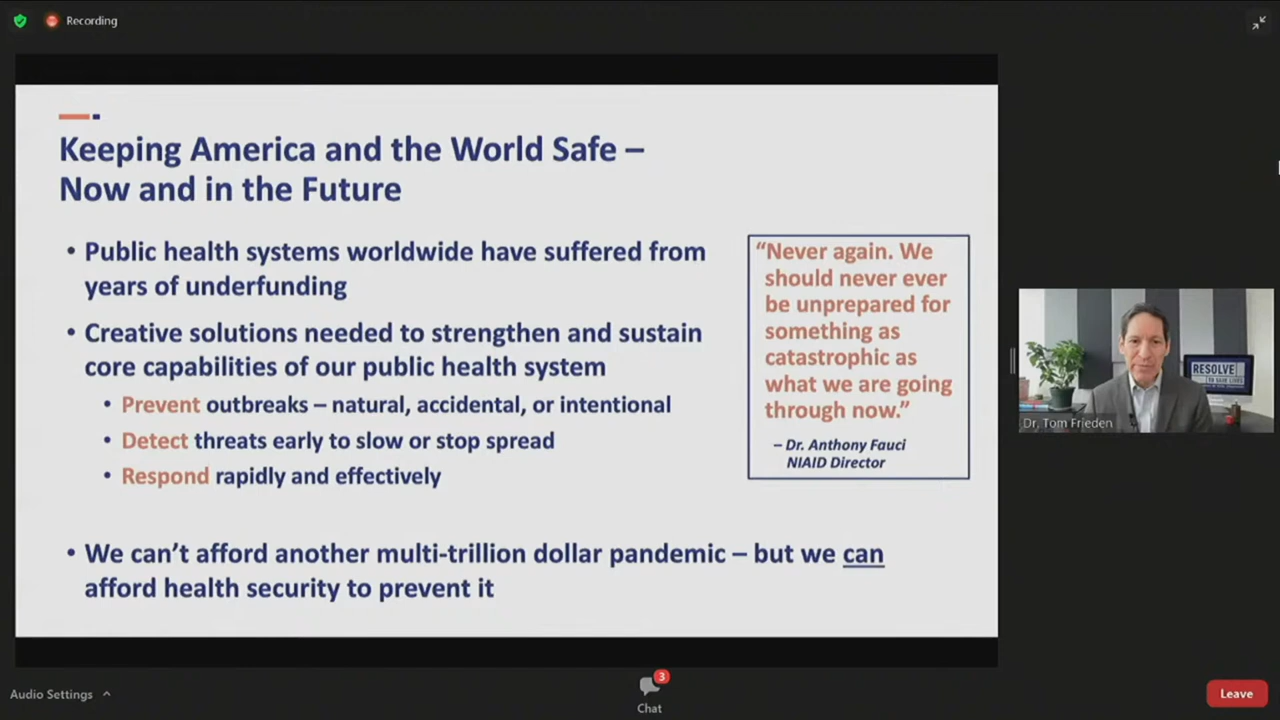 Recording
Keeping America and the World Safe –
Now and in the Future
• Public health systems worldwide have suffered from
years of underfunding
• Creative solutions needed to strengthen and sustain
core capabilities of our public health system
• Prevent outbreaks – natural, accidental, or intentional
• Detect threats early to slow or stop spread
• Respond rapidly and effectively
• We can’t afford another multi-trillion dollar pandemic – but we can
afford health security to prevent it
“Never again. We
should never ever
be unprepared for
something as
catastrophic as
what we are going
through now.”
– Dr. Anthony Fauci
NIAID Director
RESOLVE
TO SAVE LIVES
Dr. Tom Frieden
Audio Settings
3
Chat
Leave